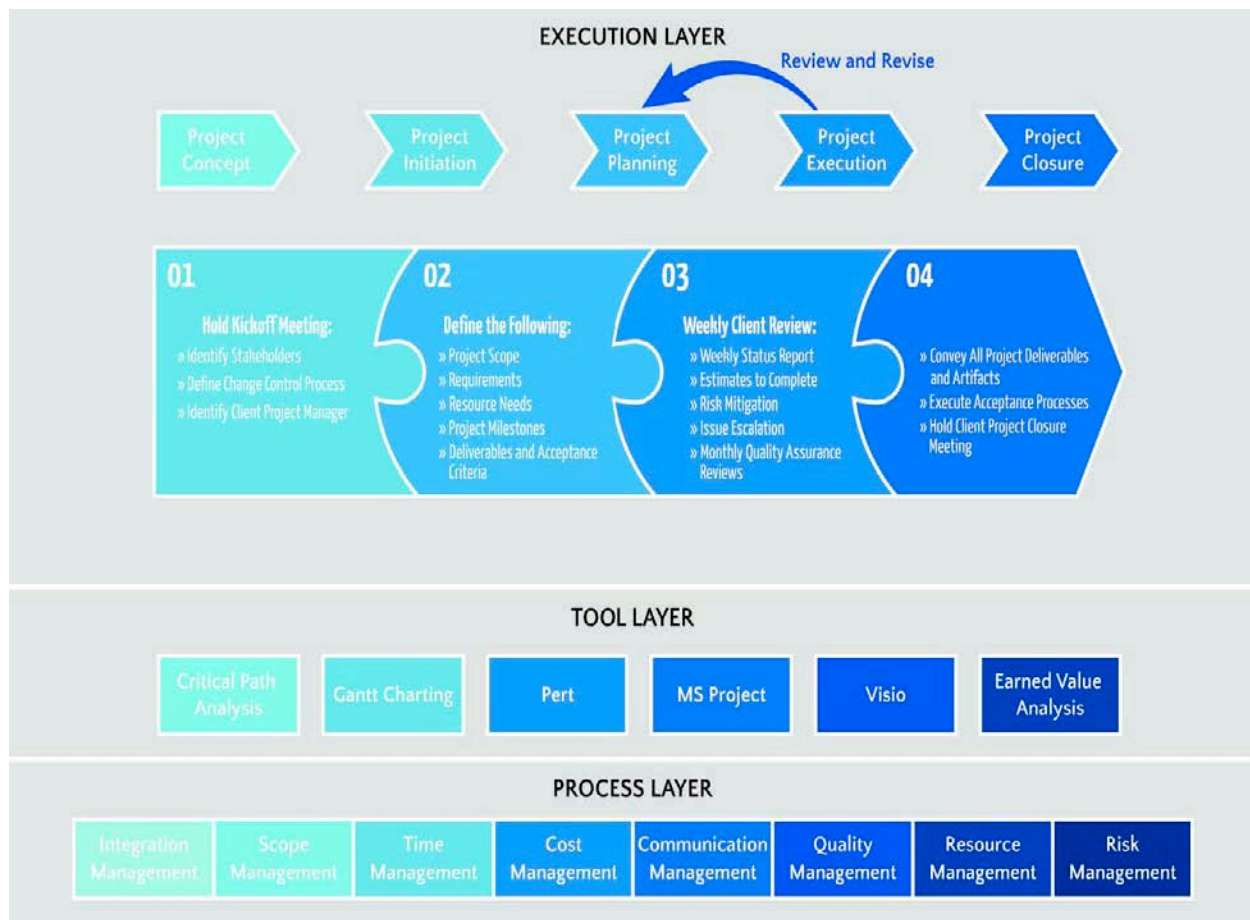 EXECUTION LAYER
Review and Revise
Project
Concept
Project
Initiation
Project
Planning
Project
Execution
Project
Closure
01
Hold Kickoff Meeting:
» Identify Stakeholders
» Define Change Control Process
» Identify Client Project Manager
02
Define the Following:
» Project Scope
» Requirements
» Resource Needs
» Project Milestones
» Deliverables and Acceptance
Criteria
03
Weekly Client Review:
» Weekly Status Report
» Estimates to Complete
» Risk Mitigation
» Issue Escalation
» Monthly Quality Assurance
Reviews
04
» Convey All Project Deliverables
and Artifacts
» Execute Acceptance Processes
» Hold Client Project Closure
Meeting
TOOL LAYER
Critical Path
Analysis
Gantt Charting
Pert
MS Project
Visio
Earned Value
Analysis
PROCESS LAYER
Integration
Management
Scope
Management
Time
Management
Cost
Management
Communication
Management
Quality
Management
Resource
Management
Risk
Management